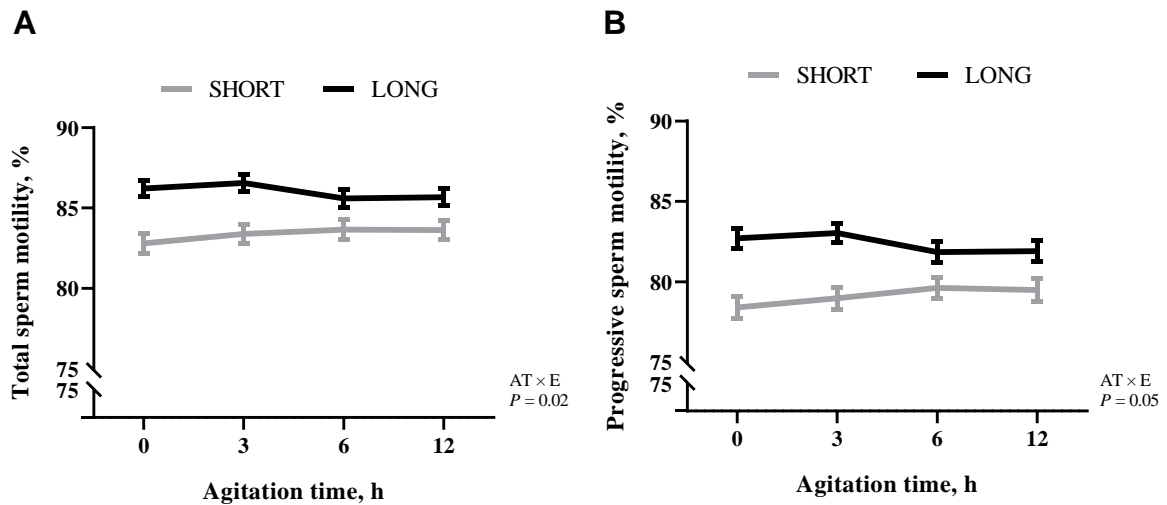 A
SHORT LONG
Total sperm motility, %
90
85
80
75
75
0 3 6 12
Agitation time, h
AT × E
P = 0.02
B
SHORT LONG
Progressive sperm motility, %
90
85
80
75
75
0 3 6 12
Agitation time, h
AT × E
P = 0.05